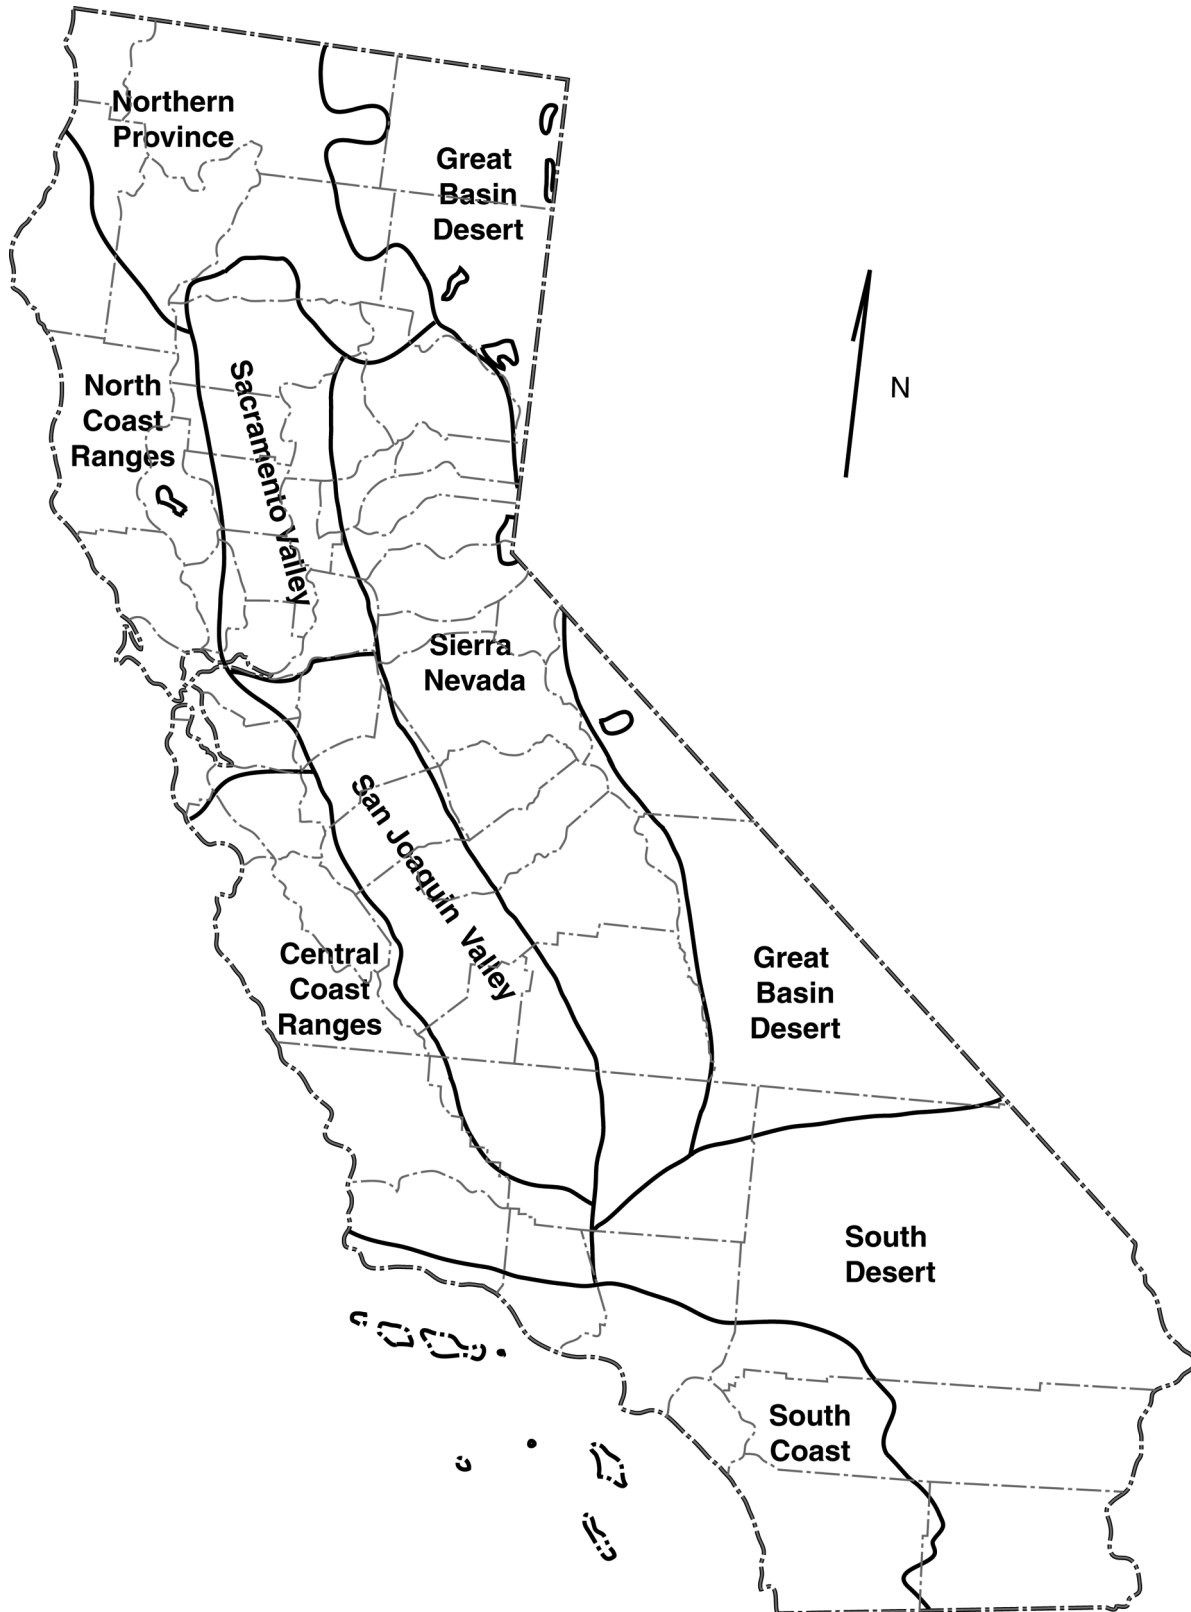 Northern
Province
Great
Basin
Desert
N
North
Coast
Ranges
Sacramento Valley
Sierra
Nevada
San Joaquin Valley
Central
Coast
Ranges
Great
Basin
Desert
South
Desert
South
Coast